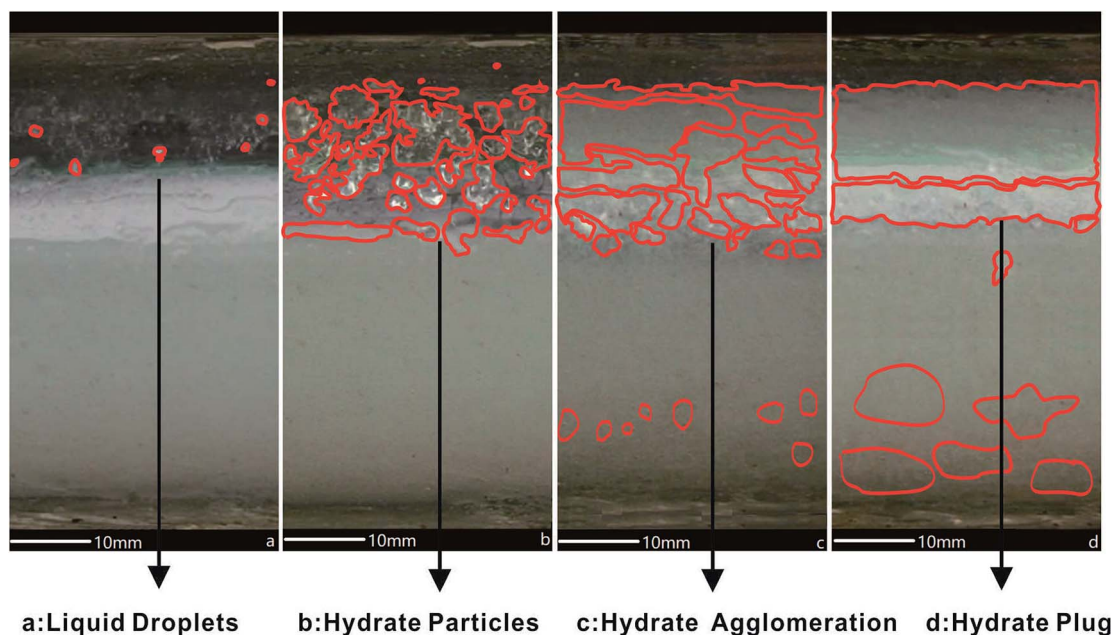 10mm a
10mm b
10mm c
10mm d
a:Liquid Droplets
b:Hydrate Particles
c:Hydrate Agglomeration
d:Hydrate Plug